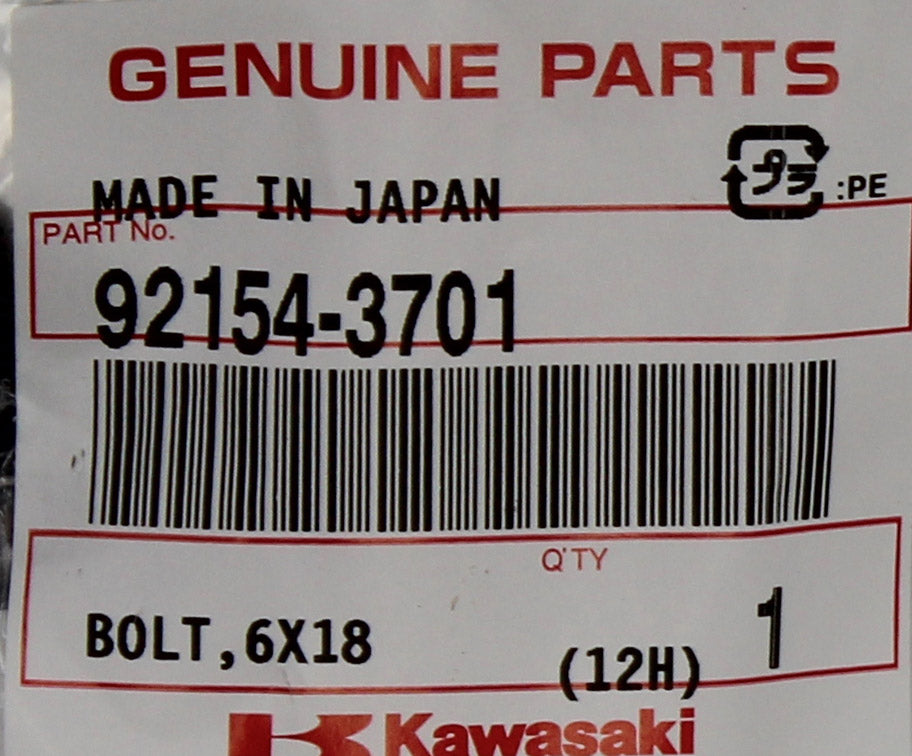 GENUINE PARTS
プラ :PE
MADE IN JAPAN
PART No.
92154-3701
Q'TY
BOLT,6X18 (12H) 1
Kawasaki